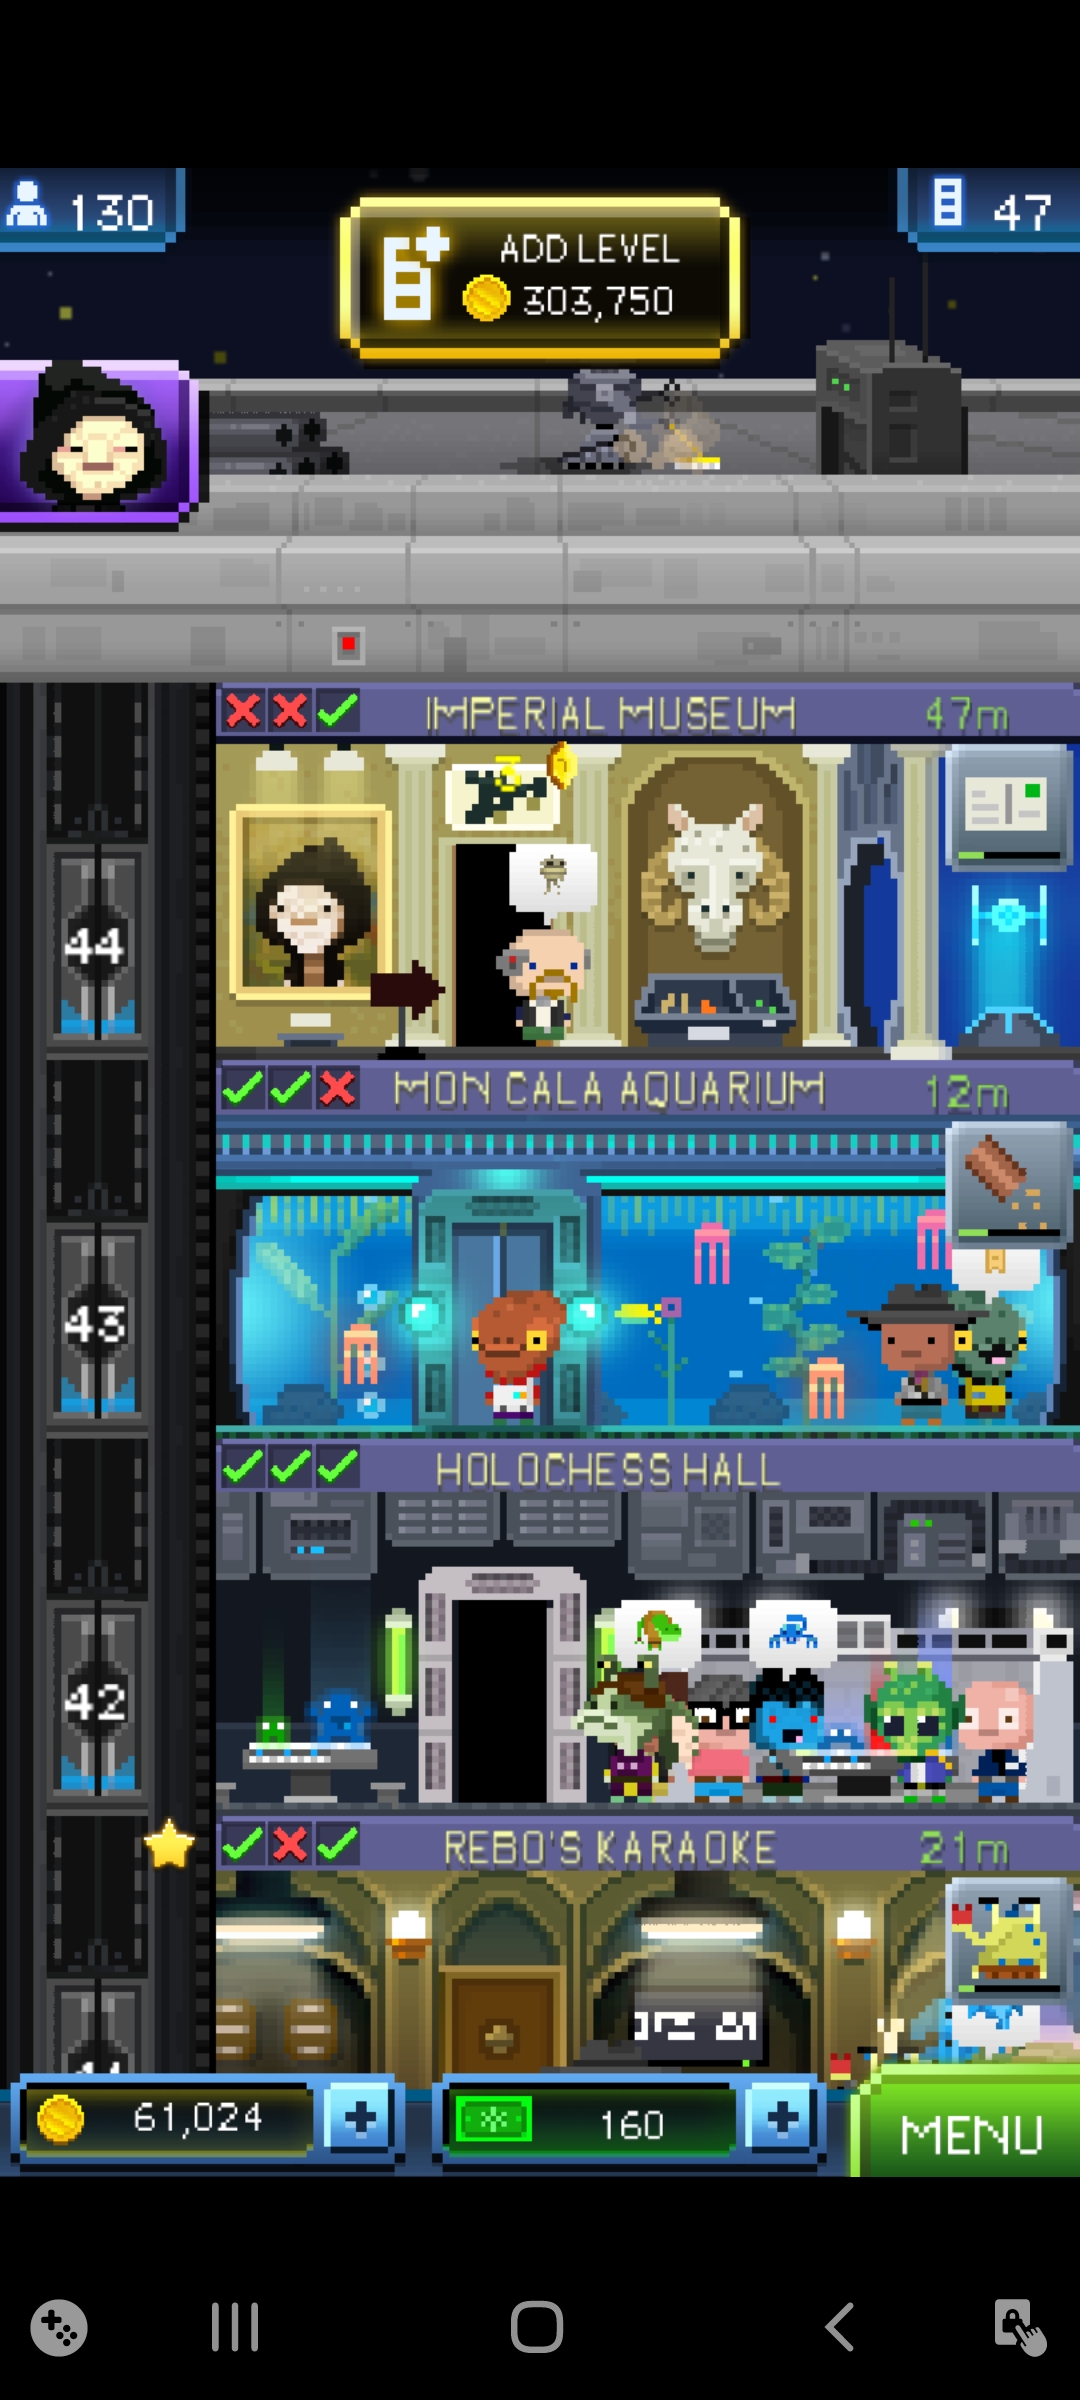 130
ADD LEVEL
303,750
47
IMPERIAL MUSEUM 47m
44
MON CALA AQUARIUM 12m
43
HOLOCHESS HALL
42
REBO'S KARAOKE 21m
61,024
160
MENU